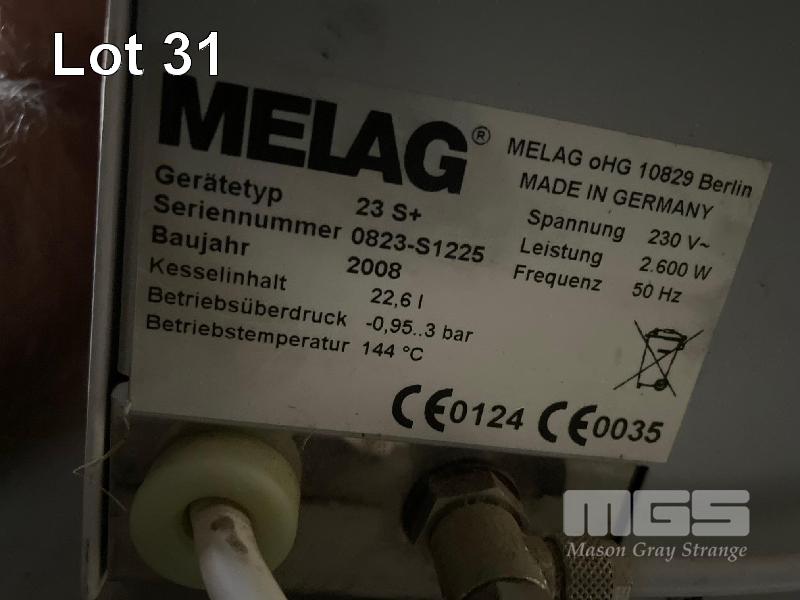 Lot 31
MELAG®
MELAG oHG 10829 Berlin
MADE IN GERMANY
Gerätetyp 23 S+
Seriennummer 0823-S1225
Baujahr 2008
Kesselinhalt 22,6 l
Betriebsüberdruck -0,95..3 bar
Betriebstemperatur 144 °C
Spannung 230 V~
Leistung 2.600 W
Frequenz 50 Hz
CE0124 CE0035
MGS
Mason Gray Strange